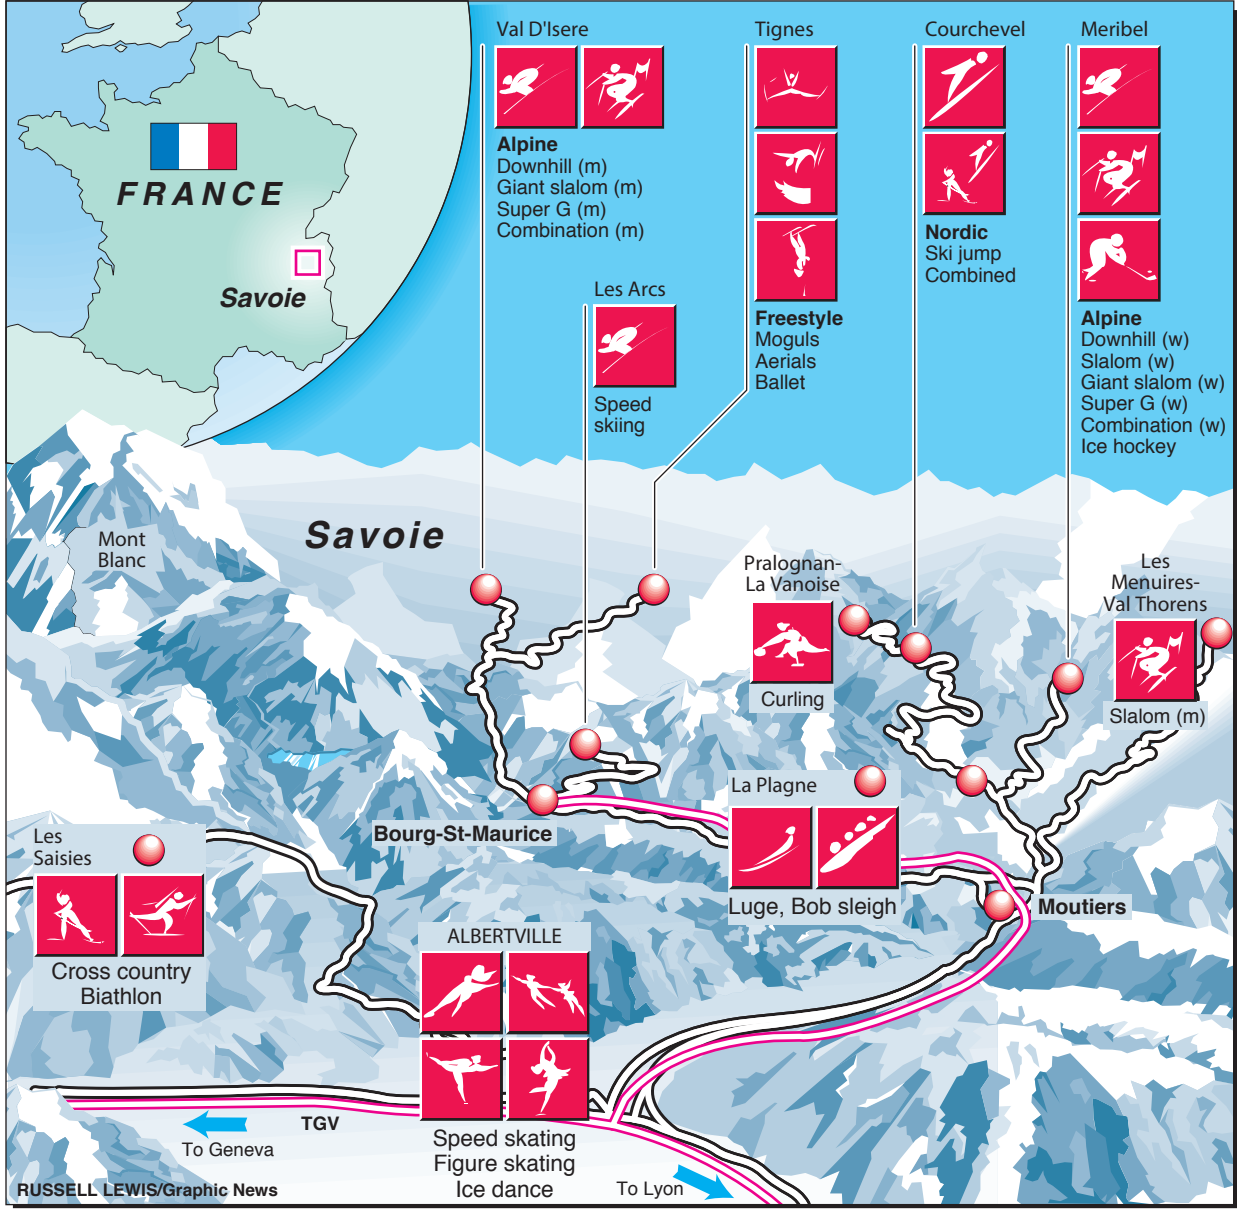 FRANCE
Savoie
Val D'Isere
Alpine
Downhill (m)
Giant slalom (m)
Super G (m)
Combination (m)
Les Arcs
Speed
skiing
Tignes
Freestyle
Moguls
Aerials
Ballet
Courchevel
Nordic
Ski jump
Combined
Meribel
Alpine
Downhill (w)
Slalom (w)
Giant slalom (w)
Super G (w)
Combination (w)
Ice hockey
Savoie
Mont
Blanc
Pralognan-
La Vanoise
Curling
Les
Menuires-
Val Thorens
Slalom (m)
La Plagne
Luge, Bob sleigh
Bourg-St-Maurice
Moutiers
Les
Saisies
Cross country
Biathlon
ALBERTVILLE
Speed skating
Figure skating
Ice dance
TGV
To Geneva
To Lyon
RUSSELL LEWIS/Graphic News